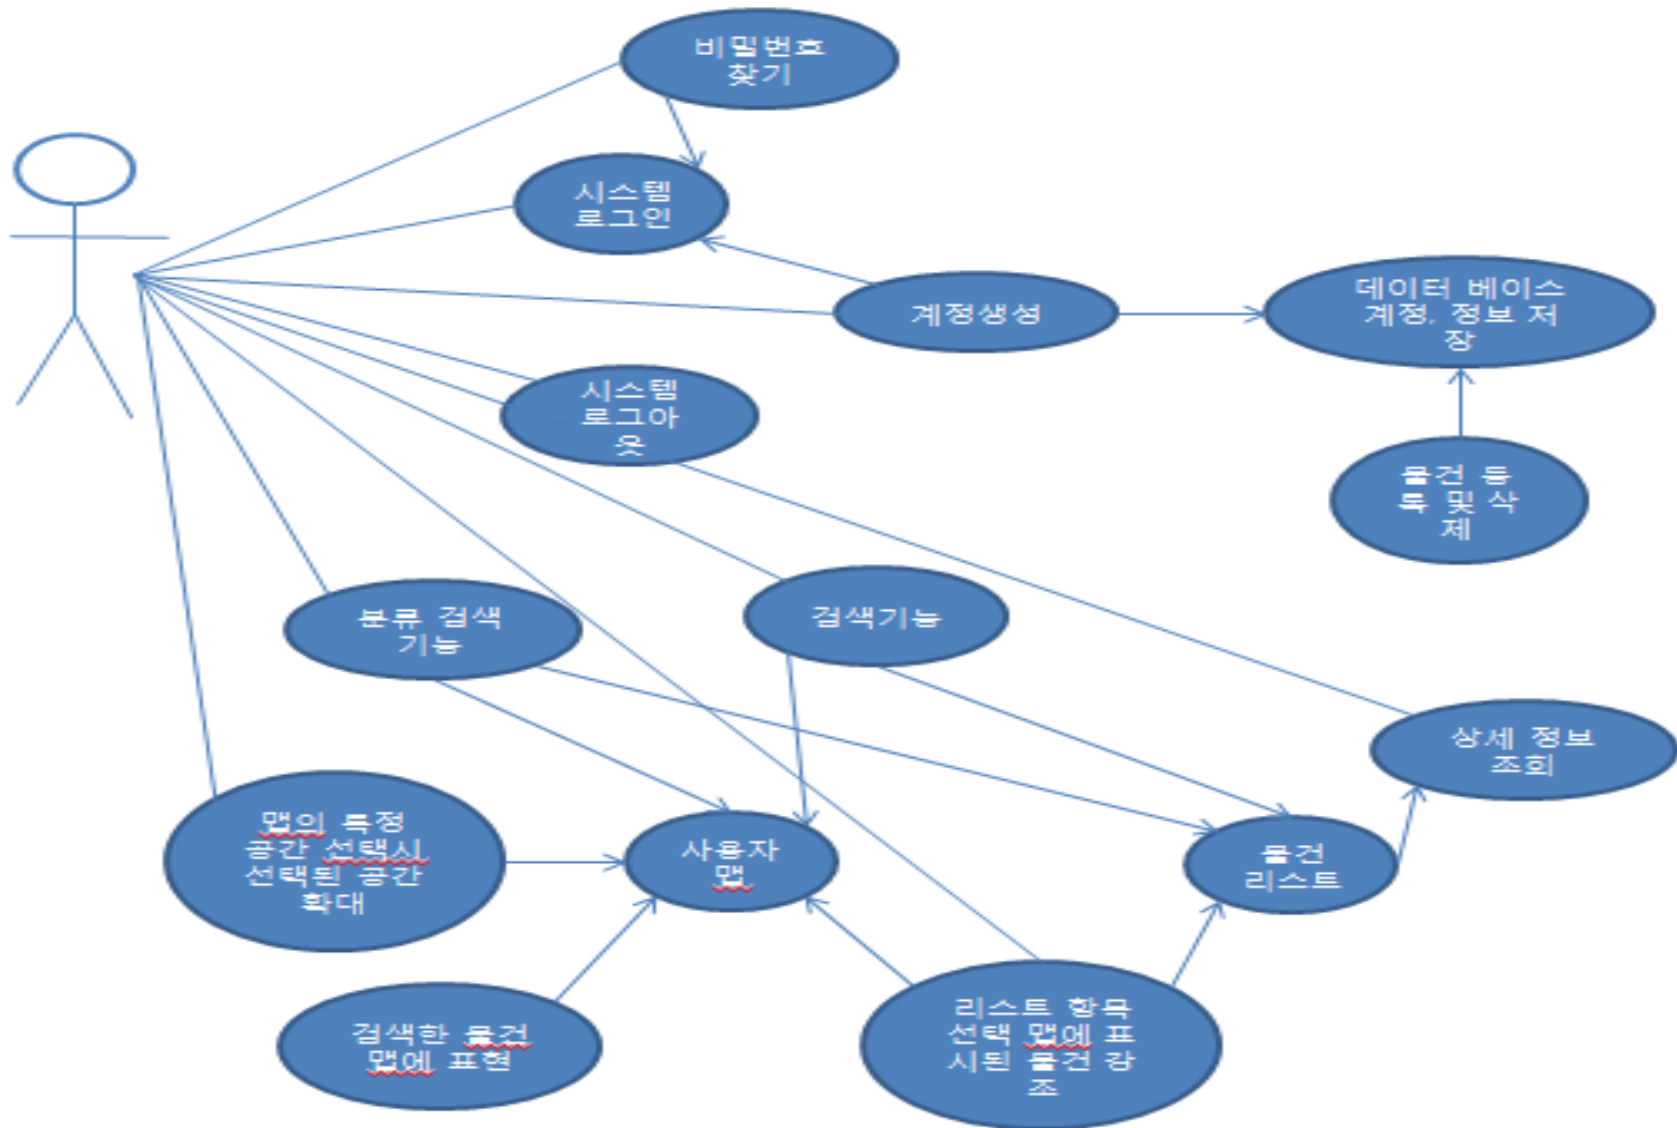 비밀번호
찾기
시스템
로그인
계정생성
데이터 베이스
계정, 정보 저
장
시스템
로그아
웃
물건 등
록 및 삭
제
분류 검색
기능
검색기능
상세 정보
조회
맵의 특정
공간 선택시
선택된 공간
확대
사용자
맵
물건
리스트
검색한 물건
맵에 표현
리스트 항목
선택 맵에 표
시된 물건 강
조